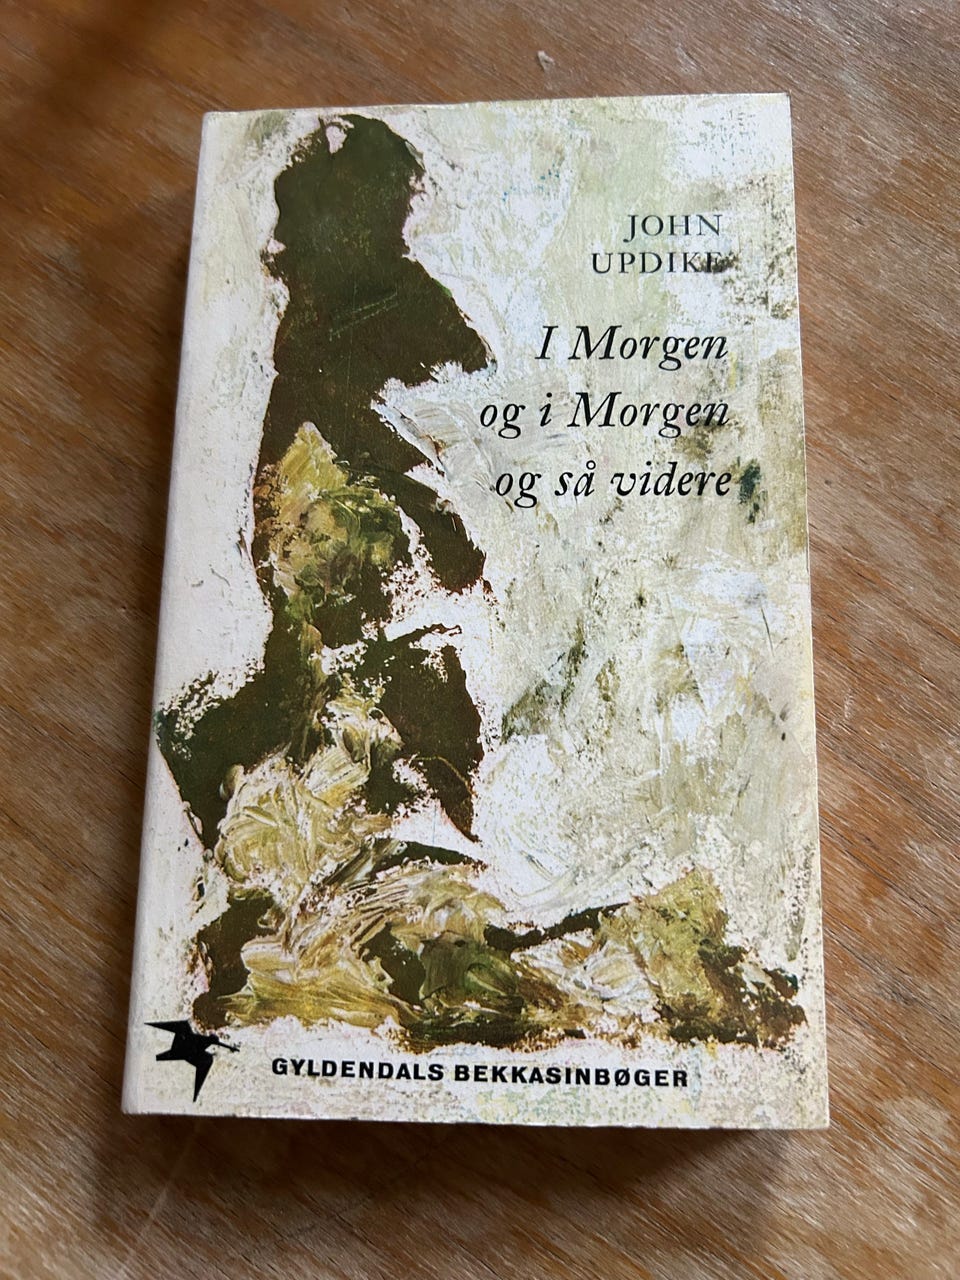 JOHN
UPDIKE
I Morgen
og i Morgen
og så videre
GYLDENDALS BEKKASINBØGER